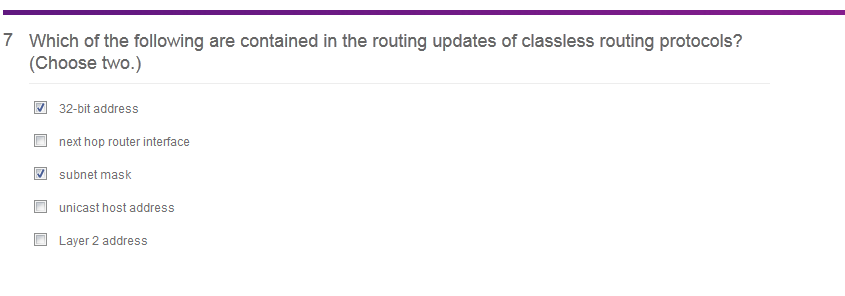 7 Which of the following are contained in the routing updates of classless routing protocols?
(Choose two.)
32-bit address
next hop router interface
subnet mask
unicast host address
Layer 2 address